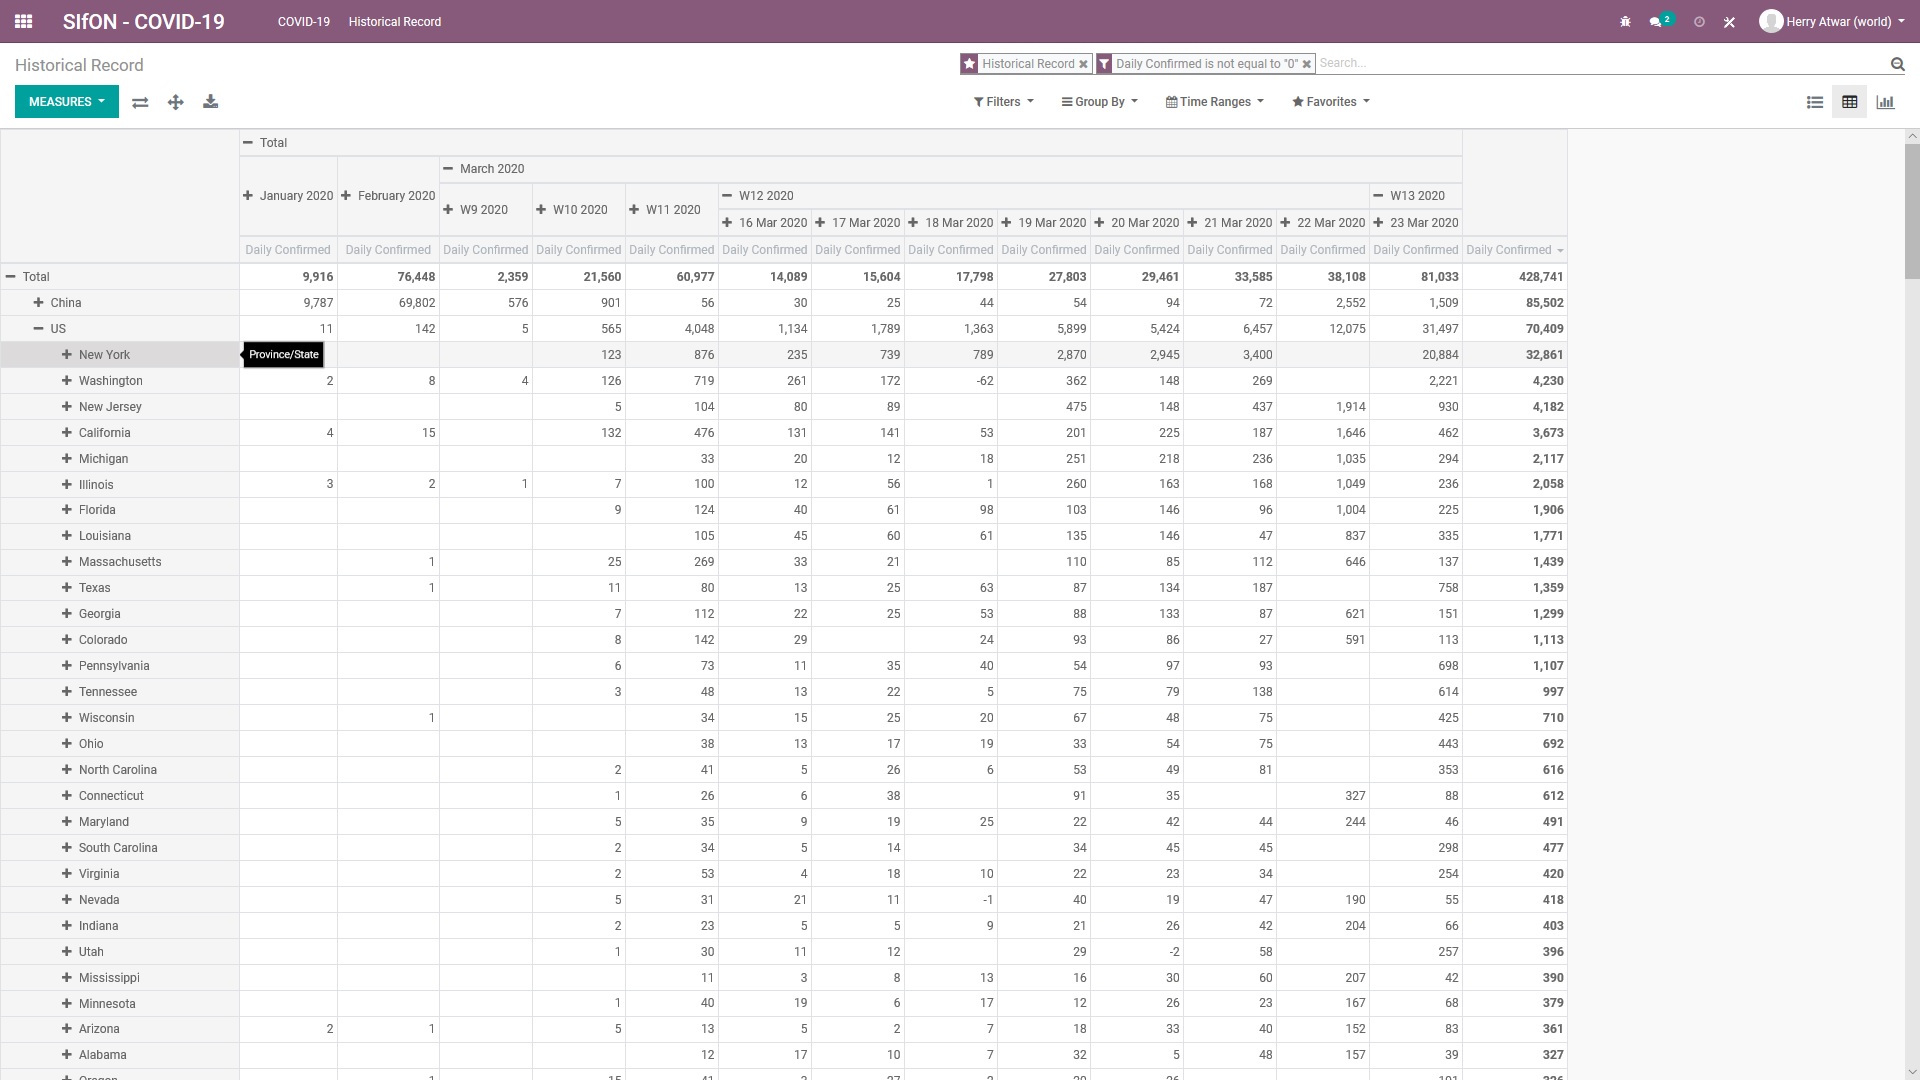 SIfON - COVID-19 COVID-19 Historical Record 2 Herry Atwar (world)
Historical Record Historical Record Daily Confirmed is not equal to "0" Search...
MEASURES Filters Group By Time Ranges Favorites
Total
March 2020
January 2020 February 2020 W9 2020 W10 2020 W11 2020 W12 2020 W13 2020
16 Mar 2020 17 Mar 2020 18 Mar 2020 19 Mar 2020 20 Mar 2020 21 Mar 2020 22 Mar 2020 23 Mar 2020
Daily Confirmed Daily Confirmed Daily Confirmed Daily Confirmed Daily Confirmed Daily Confirmed Daily Confirmed Daily Confirmed Daily Confirmed Daily Confirmed Daily Confirmed Daily Confirmed Daily Confirmed Daily Confirmed
Total 9,916 76,448 2,359 21,560 60,977 14,089 15,604 17,798 27,803 29,461 33,585 38,108 81,033 428,741
China 9,787 69,802 576 901 56 30 25 44 54 94 72 2,552 1,509 85,502
US 11 142 5 565 4,048 1,134 1,789 1,363 5,899 5,424 6,457 12,075 31,497 70,409
New York Province/State 123 876 235 739 789 2,870 2,945 3,400 20,884 32,861
Washington 2 8 4 126 719 261 172 -62 362 148 269 2,221 4,230
New Jersey 5 104 80 89 475 148 437 1,914 930 4,182
California 4 15 132 476 131 141 53 201 225 187 1,646 462 3,673
Michigan 33 20 12 18 251 218 236 1,035 294 2,117
Illinois 3 2 1 7 100 12 56 1 260 163 168 1,049 236 2,058
Florida 9 124 40 61 98 103 146 96 1,004 225 1,906
Louisiana 105 45 60 61 135 146 47 837 335 1,771
Massachusetts 1 25 269 33 21 110 85 112 646 137 1,439
Texas 1 11 80 13 25 63 87 134 187 758 1,359
Georgia 7 112 22 25 53 88 133 87 621 151 1,299
Colorado 8 142 29 24 93 86 27 591 113 1,113
Pennsylvania 6 73 11 35 40 54 97 93 698 1,107
Tennessee 3 48 13 22 5 75 79 138 614 997
Wisconsin 1 34 15 25 20 67 48 75 425 710
Ohio 38 13 17 19 33 54 75 443 692
North Carolina 2 41 5 26 6 53 49 81 353 616
Connecticut 1 26 6 38 91 35 327 88 612
Maryland 5 35 9 19 25 22 42 44 244 46 491
South Carolina 2 34 5 14 34 45 45 298 477
Virginia 2 53 4 18 10 22 23 34 254 420
Nevada 5 31 21 11 -1 40 19 47 190 55 418
Indiana 2 23 5 5 9 21 26 42 204 66 403
Utah 1 30 11 12 29 -2 58 257 396
Mississippi 11 3 8 13 16 30 60 207 42 390
Minnesota 1 40 19 6 17 12 26 23 167 68 379
Arizona 2 1 5 13 5 2 7 18 33 40 152 83 361
Alabama 12 17 10 7 32 5 48 157 39 327